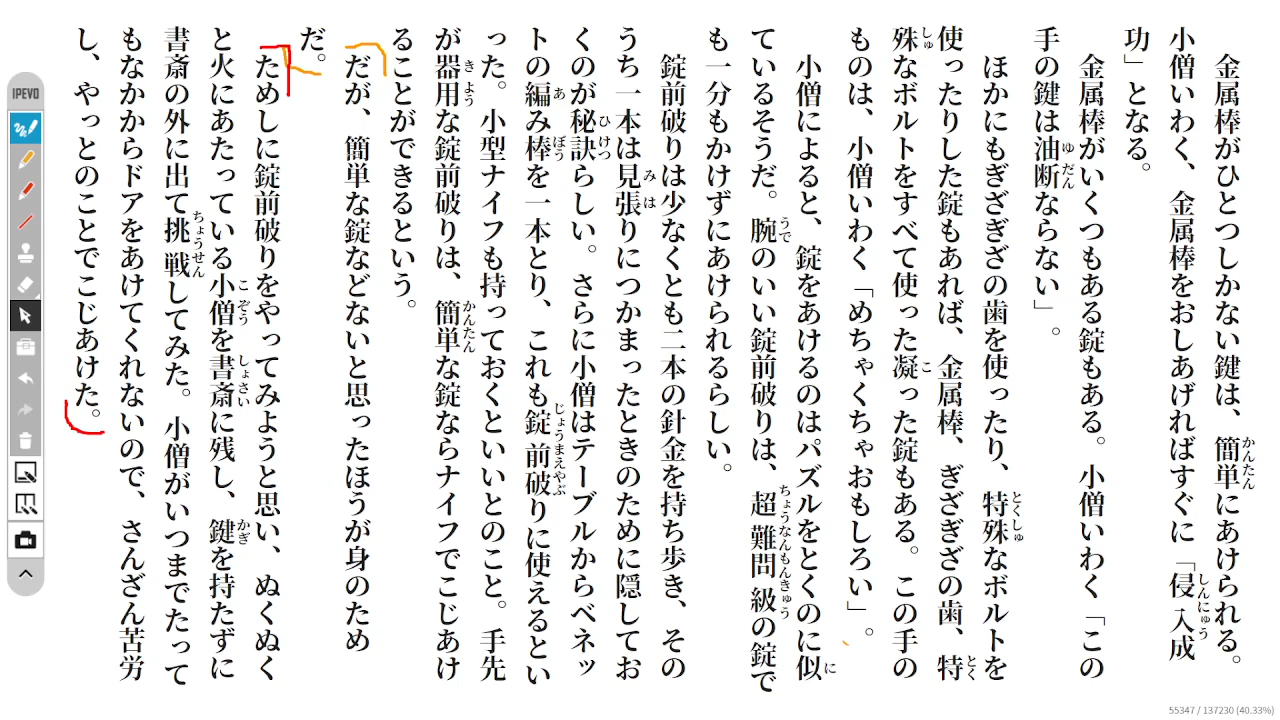 金属棒がひとつしかない鍵は、簡単にあけられる。
小僧いわく、金属棒をおしあげればすぐに「侵入成
功」となる。
金属棒がいくつもある錠もある。小僧いわく「この
手の鍵は油断ならない」。
ほかにもぎざぎざの歯を使ったり、特殊なボルトを
使ったりした錠もあれば、金属棒、ぎざぎざの歯、特
殊なボルトをすべて使った凝った錠もある。この手の
ものは、小僧いわく「めちゃくちゃおもしろい」。
小僧によると、錠をあけるのはパズルをとくのに似
ているそうだ。腕のいい錠前破りは、超難問級の錠で
も一分もかけずにあけられるらしい。
錠前破りは少なくとも二本の針金を持ち歩き、その
うち一本は見張りにつかまったときのために隠してお
くのが秘訣らしい。さらに小僧はテーブルからベネッ
トの編み棒を一本とり、これも錠前破りに使えるとい
った。小型ナイフも持っておくといいとのこと。手先
が器用な錠前破りは、簡単な錠ならナイフでこじあけ
ることができるという。
だが、簡単な錠などないと思ったほうが身のため
だ。
ためしに錠前破りをやってみようと思い、ぬくぬく
と火にあたっている小僧を書斎に残し、鍵を持たずに
書斎の外に出て挑戦してみた。小僧がいつまでたって
もなかからドアをあけてくれないので、さんざん苦労
し、やっとのことでこじあけた。
IPEVO
55347 / 137230 (40.33%)